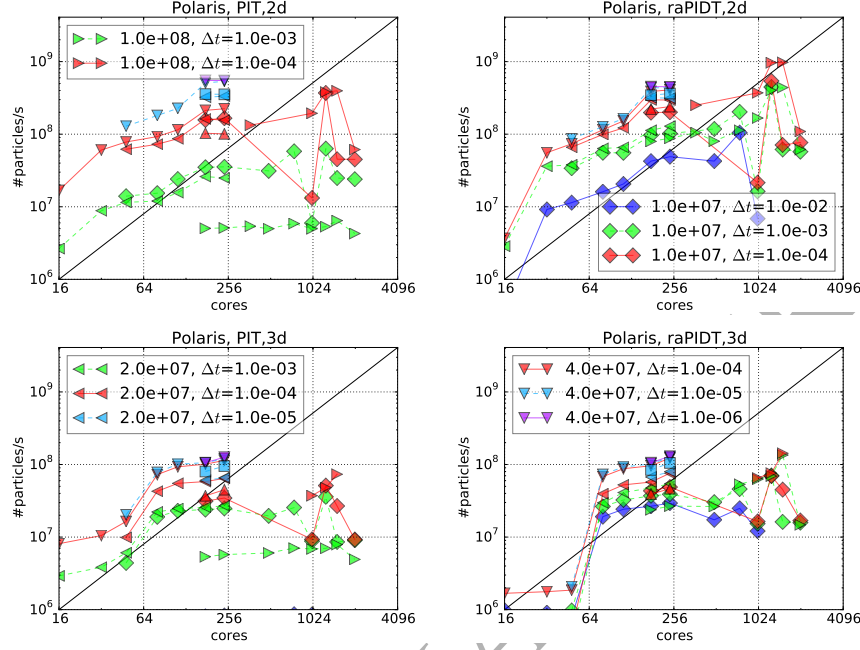 Polaris, PIT,2d
10⁹
10⁸
10⁷
10⁶
#particles/s
1.0e+08, Δt=1.0e-03
1.0e+08, Δt=1.0e-04
16 64 256 1024 4096
cores
Polaris, raPIDT,2d
10⁹
10⁸
10⁷
10⁶
#particles/s
1.0e+07, Δt=1.0e-02
1.0e+07, Δt=1.0e-03
1.0e+07, Δt=1.0e-04
16 64 256 1024 4096
cores
Polaris, PIT,3d
10⁹
10⁸
10⁷
10⁶
#particles/s
2.0e+07, Δt=1.0e-03
2.0e+07, Δt=1.0e-04
2.0e+07, Δt=1.0e-05
16 64 256 1024 4096
cores
Polaris, raPIDT,3d
10⁹
10⁸
10⁷
10⁶
#particles/s
4.0e+07, Δt=1.0e-04
4.0e+07, Δt=1.0e-05
4.0e+07, Δt=1.0e-06
16 64 256 1024 4096
cores